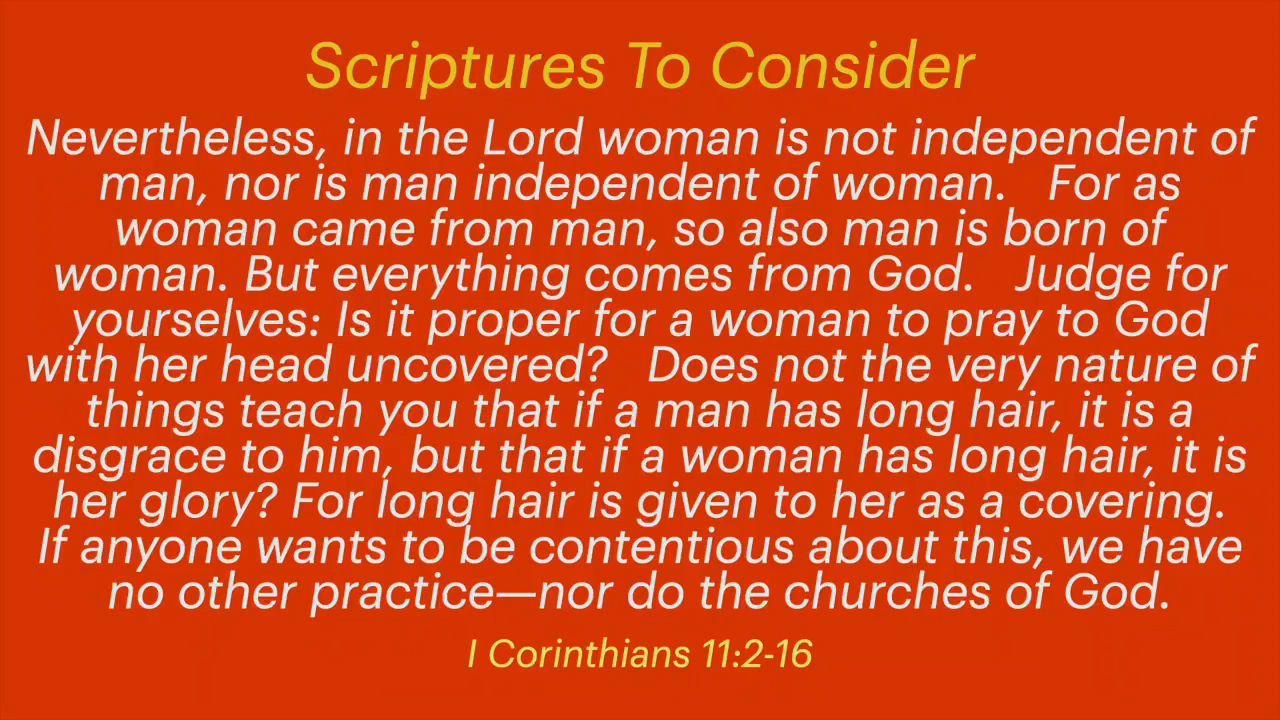 Scriptures To Consider
Nevertheless, in the Lord woman is not independent of
man, nor is man independent of woman.   For as
woman came from man, so also man is born of
woman. But everything comes from God.   Judge for
yourselves: Is it proper for a woman to pray to God
with her head uncovered?   Does not the very nature of
things teach you that if a man has long hair, it is a
disgrace to him, but that if a woman has long hair, it is
her glory? For long hair is given to her as a covering.
If anyone wants to be contentious about this, we have
no other practice—nor do the churches of God.
I Corinthians 11:2-16